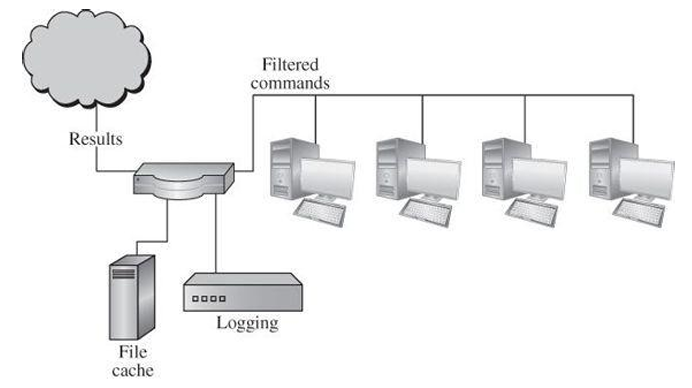 Filtered
commands
Results
Logging
File
cache